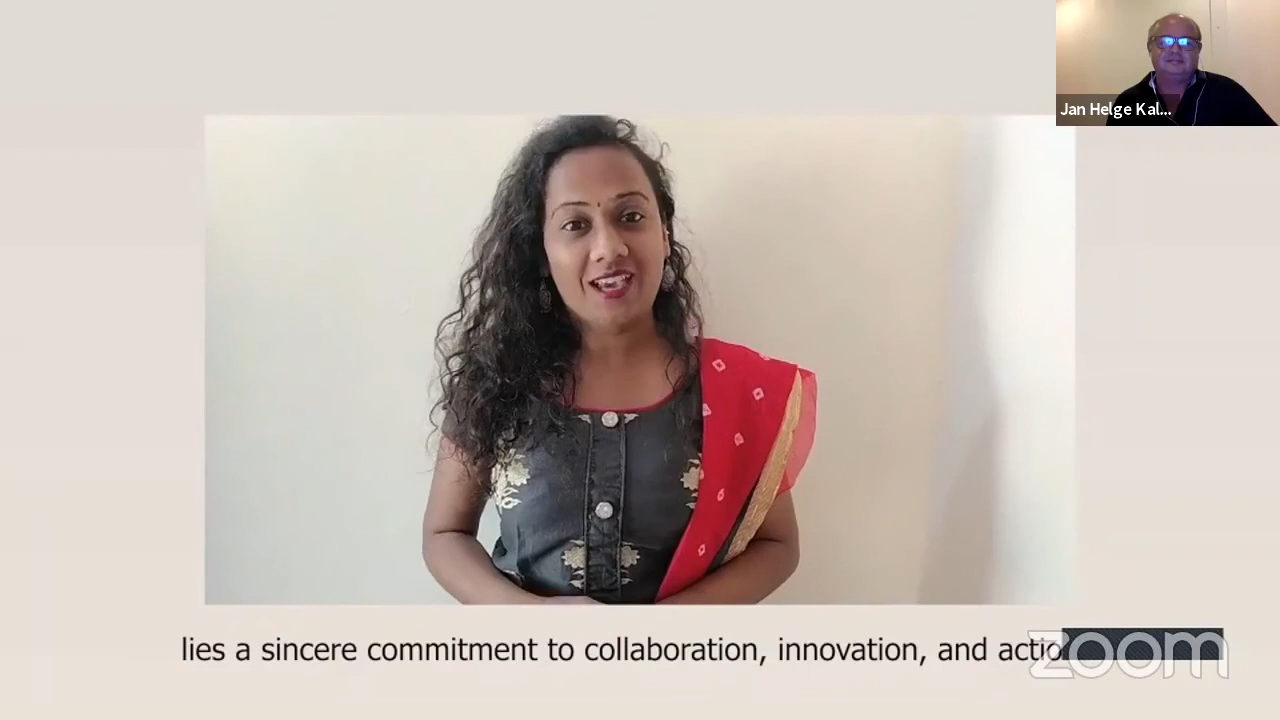 Jan Helge Kal...
lies a sincere commitment to collaboration, innovation, and actio
zoom